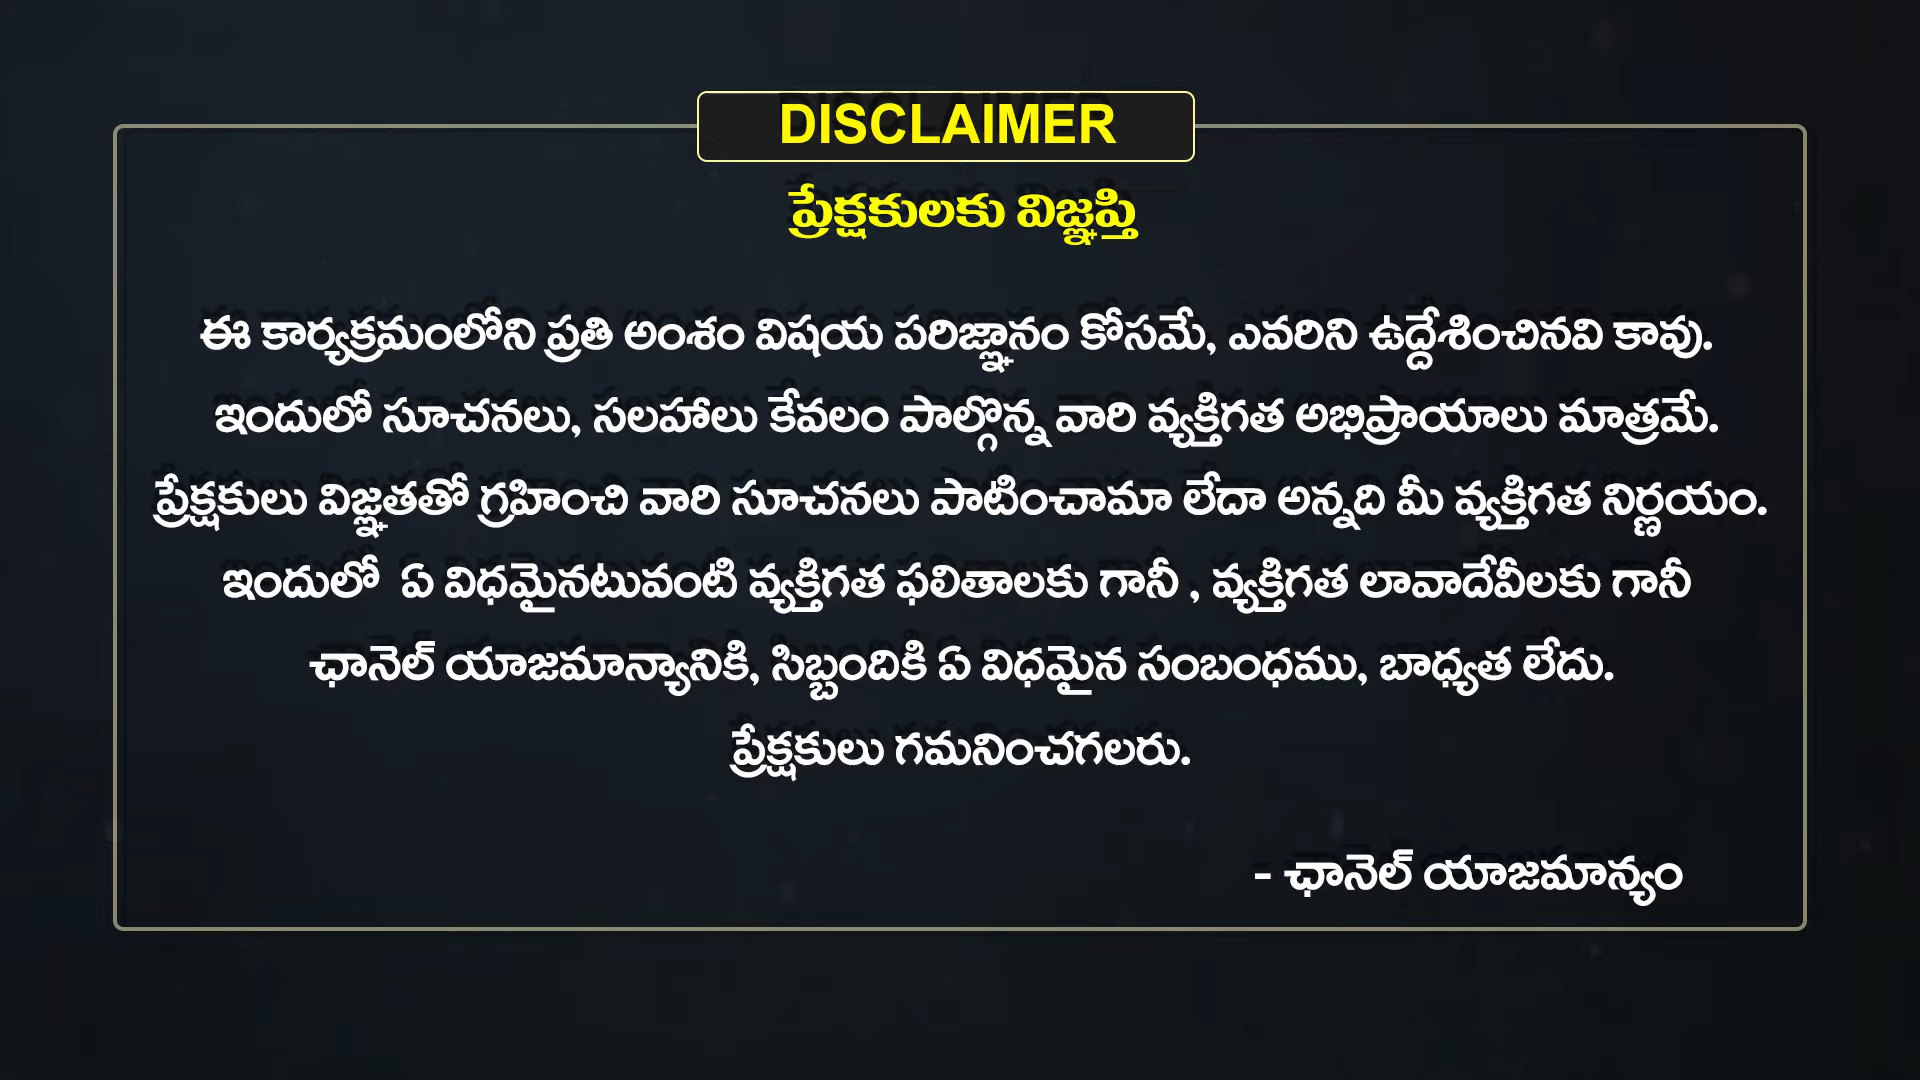 DISCLAIMER
ప్రేక్షకులకు విజ్ఞప్తి
ఈ కార్యక్రమంలోని ప్రతి అంశం విషయ పరిజ్ఞానం కోసమే, ఎవరిని ఉద్దేశించినవి కావు.
ఇందులో సూచనలు, సలహాలు కేవలం పాల్గొన్న వారి వ్యక్తిగత అభిప్రాయాలు మాత్రమే.
ప్రేక్షకులు విజ్ఞతతో గ్రహించి వారి సూచనలు పాటించామా లేదా అన్నది మీ వ్యక్తిగత నిర్ణయం.
ఇందులో ఏ విధమైనటువంటి వ్యక్తిగత ఫలితాలకు గానీ , వ్యక్తిగత లావాదేవీలకు గానీ
ఛానెల్ యాజమాన్యానికి, సిబ్బందికి ఏ విధమైన సంబంధము, బాధ్యత లేదు.
ప్రేక్షకులు గమనించగలరు.
- ఛానెల్ యాజమాన్యం